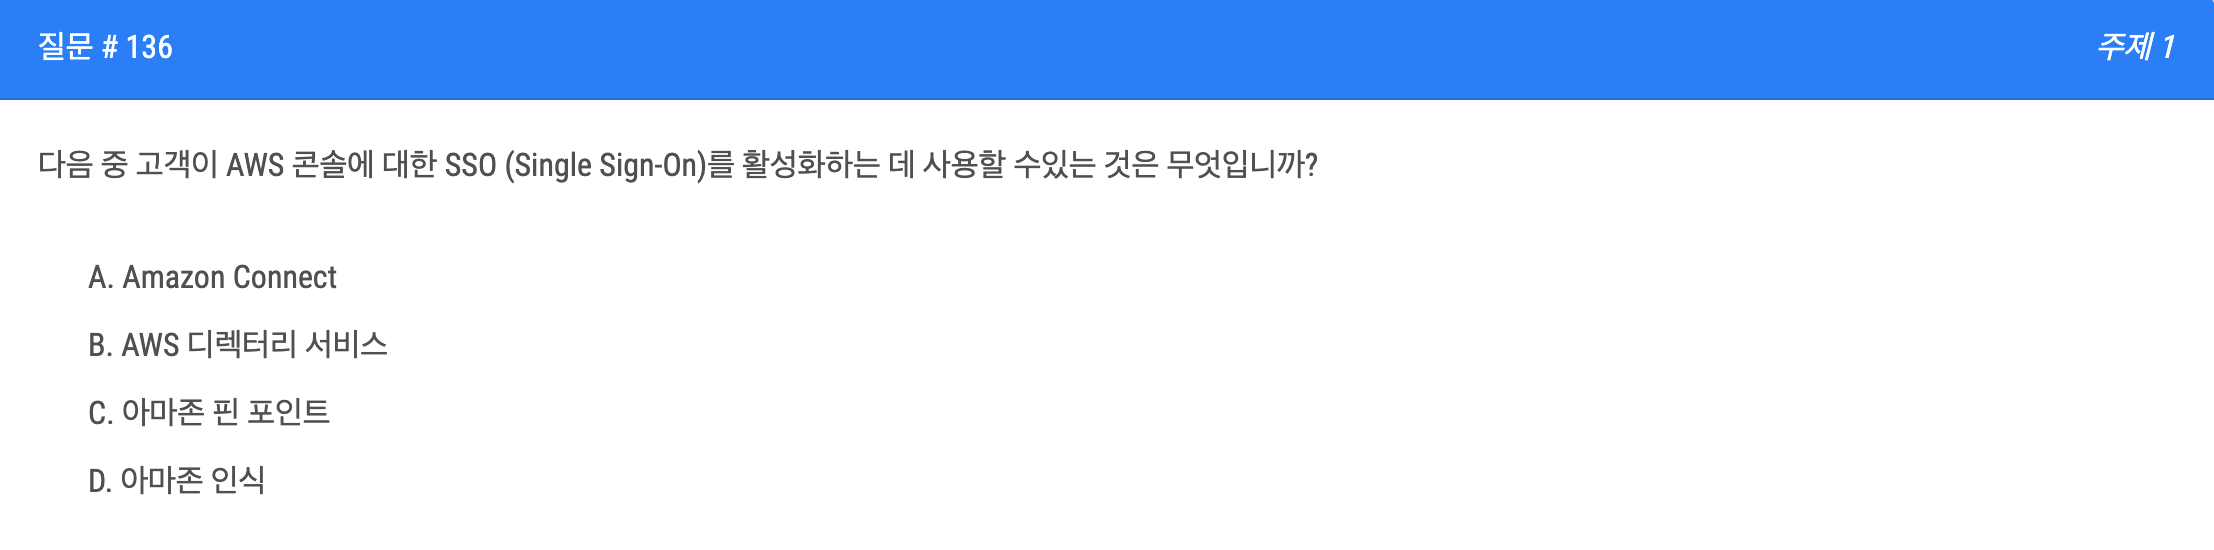 질문 # 136
주제 1
다음 중 고객이 AWS 콘솔에 대한 SSO (Single Sign-On)를 활성화하는 데 사용할 수있는 것은 무엇입니까?
A. Amazon Connect
B. AWS 디렉터리 서비스
C. 아마존 핀 포인트
D. 아마존 인식